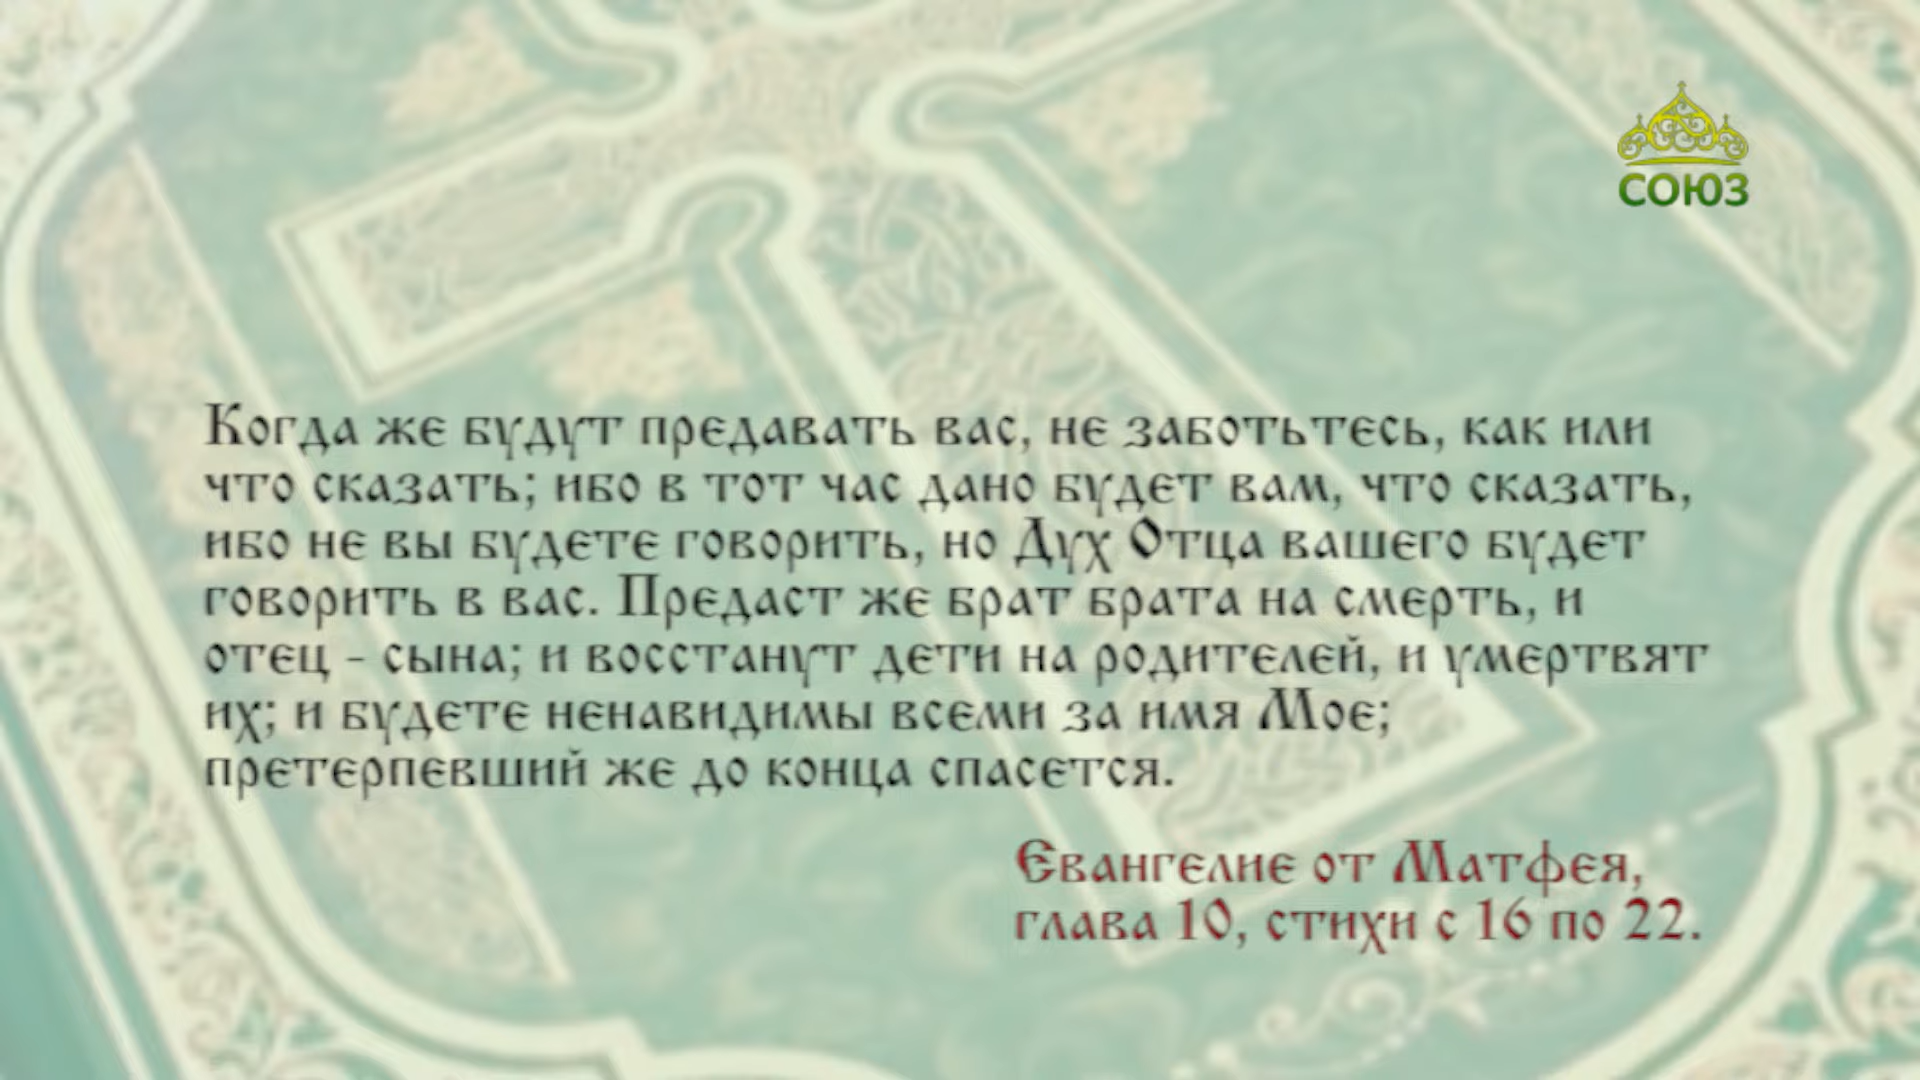 СОЮЗ
Когда же будут предавать вас, не заботьтесь, как или
что сказать; ибо в тот час дано будет вам, что сказать,
ибо не вы будете говорить, но Дух Отца вашего будет
говорить в вас. Предаст же брат брата на смерть, и
отец - сына; и восстанут дети на родителей, и умертвят
их; и будете ненавидимы всеми за имя Мое;
претерпевший же до конца спасется.
Евангелие от Матфея,
глава 10, стихи с 16 по 22.